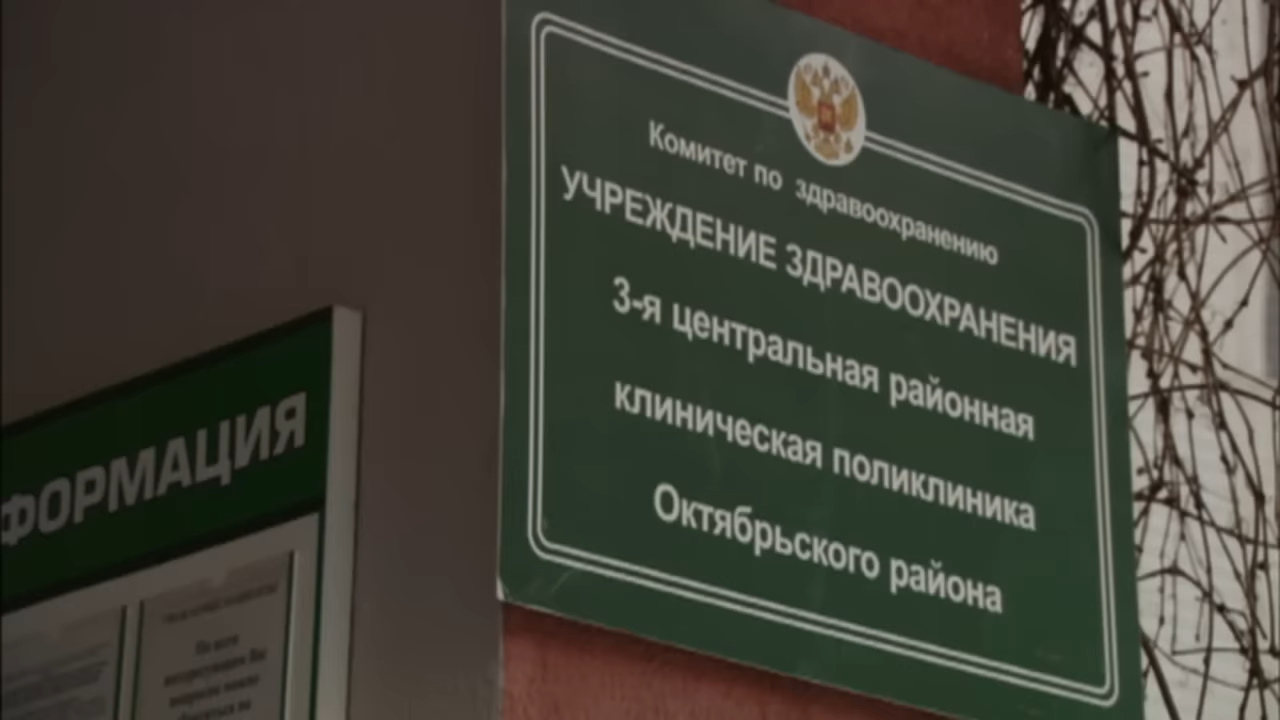 Комитет по здравоохранению
УЧРЕЖДЕНИЕ ЗДРАВООХРАНЕНИЯ
3-я центральная районная
клиническая поликлиника
Октябрьского района
ФОРМАЦИЯ